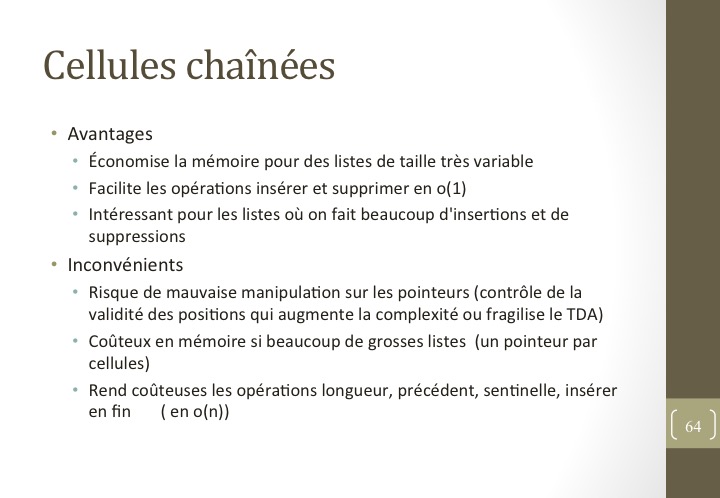 Cellules chaînées
• Avantages
• Économise la mémoire pour des listes de taille très variable
• Facilite les opérations insérer et supprimer en o(1)
• Intéressant pour les listes où on fait beaucoup d'insertions et de
suppressions
• Inconvénients
• Risque de mauvaise manipulation sur les pointeurs (contrôle de la
validité des positions qui augmente la complexité ou fragilise le TDA)
• Coûteux en mémoire si beaucoup de grosses listes  (un pointeur par
cellules)
• Rend coûteuses les opérations longueur, précédent, sentinelle, insérer
en fin      ( en o(n))
64